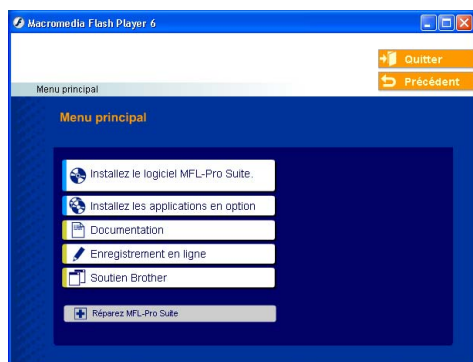 Macromedia Flash Player 6
Quitter
Précédent
Menu principal
Menu principal
Installez le logiciel MFL-Pro Suite.
Installez les applications en option
Documentation
Enregistrement en ligne
Soutien Brother
Réparez MFL-Pro Suite